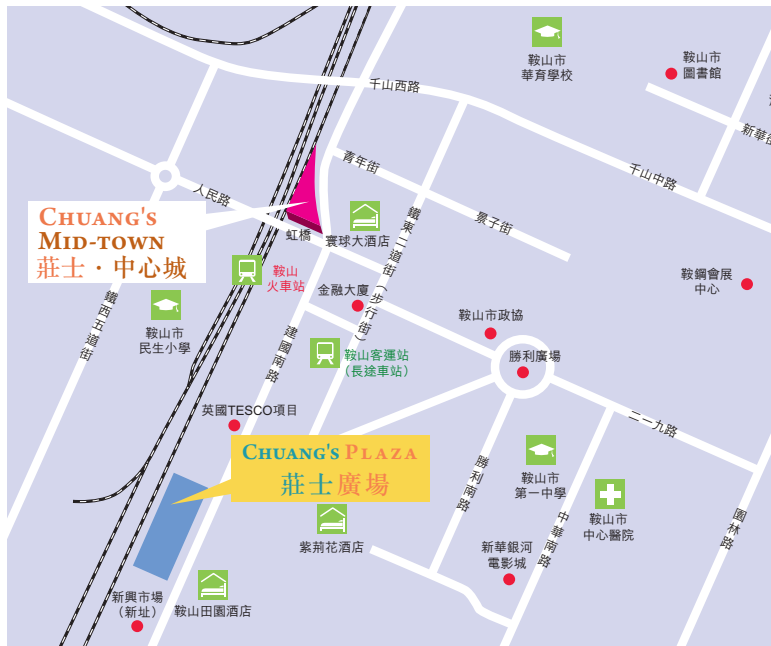 鞍山市
華育學校
鞍山市
圖書館
千山西路
新華街
青年街
千山中路
人民路
CHUANG'S
MID-TOWN
莊士·中心城
虹橋
寰球大酒店
景子街
鐵東二道街(步行街)
鞍山
火車站
金融大廈
鞍鋼會展
中心
鞍山市政協
鐵西五道街
鞍山市
民生小學
建國南路
鞍山客運站
(長途車站)
勝利廣場
英國TESCO項目
二一九路
CHUANG'S PLAZA
莊士廣場
勝利南路
鞍山市
第一中學
中華南路
鞍山市
中心醫院
園林路
紫荊花酒店
新華銀河
電影城
新興市場
(新址)
鞍山田園酒店